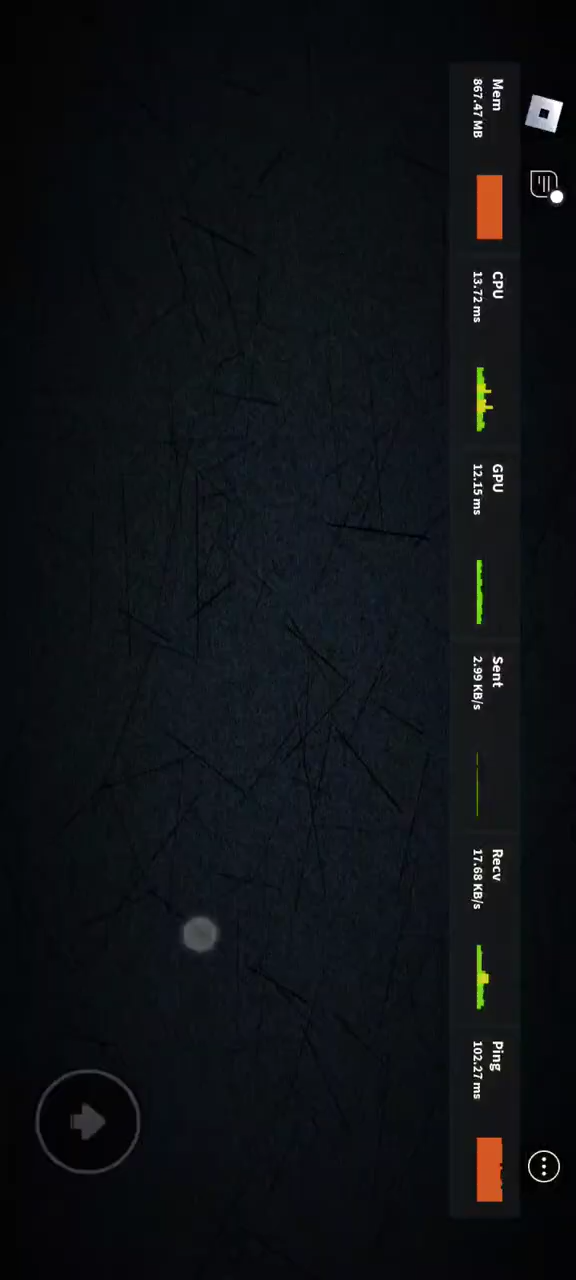 Mem
867.47 MB
CPU
13.72 ms
GPU
12.15 ms
Sent
2.99 KB/s
Recv
17.68 KB/s
Ping
102.27 ms